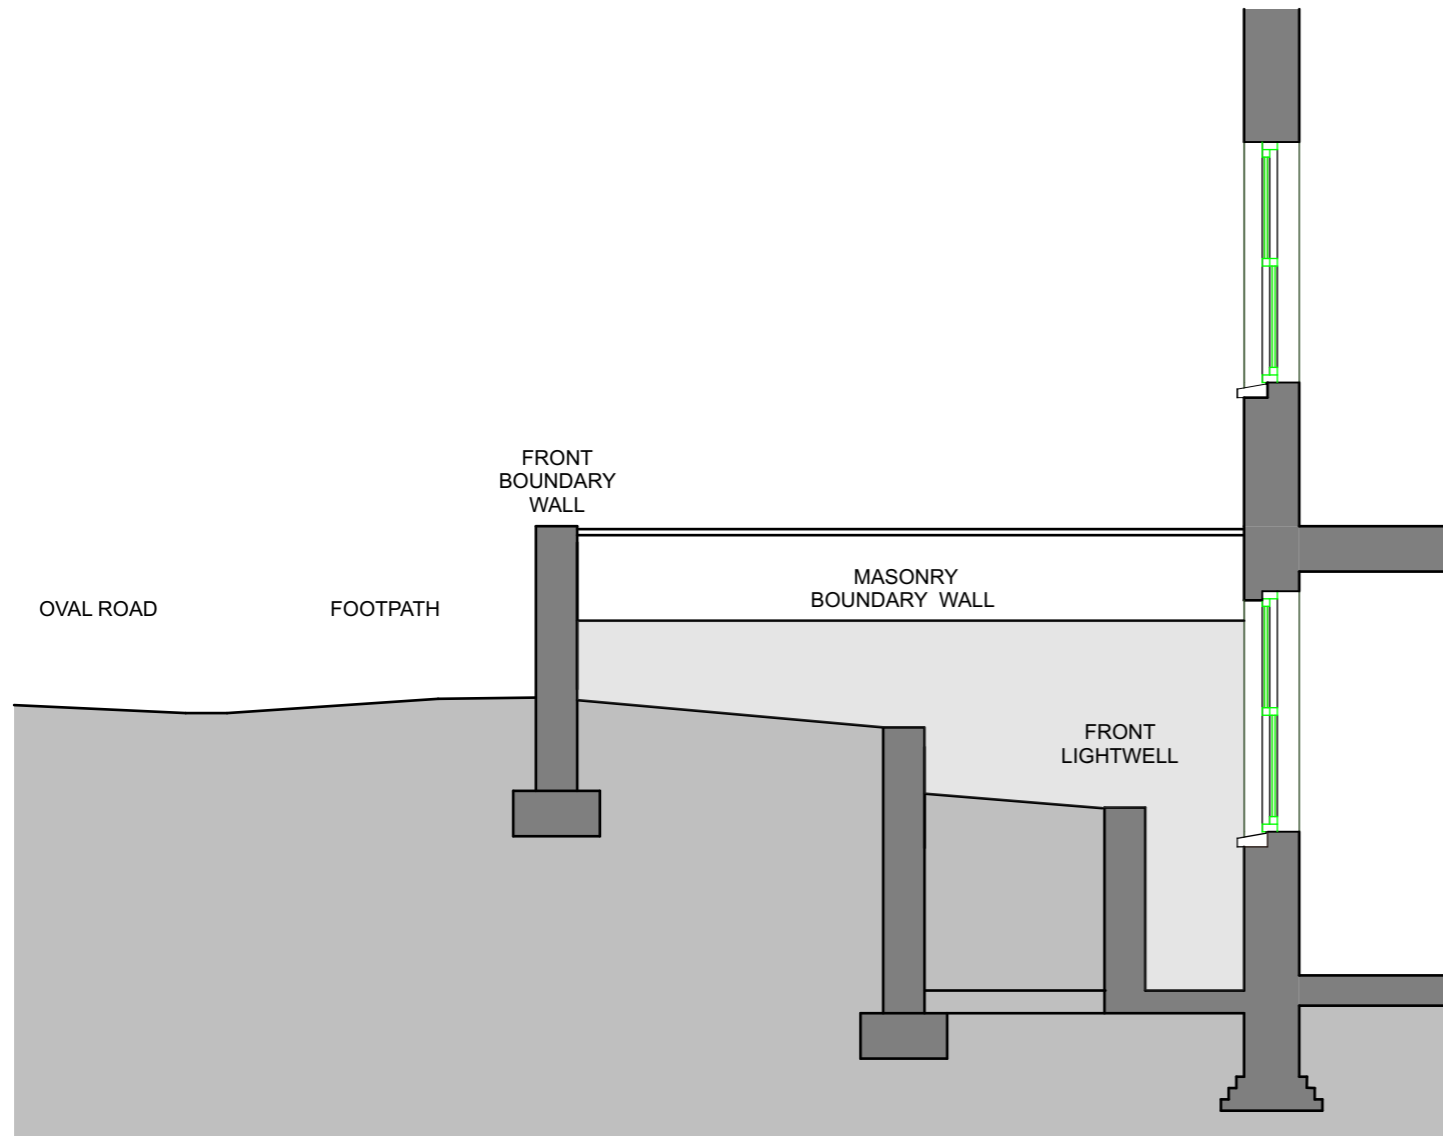 FRONT
BOUNDARY
WALL
MASONRY
BOUNDARY WALL
OVAL ROAD
FOOTPATH
FRONT
LIGHTWELL